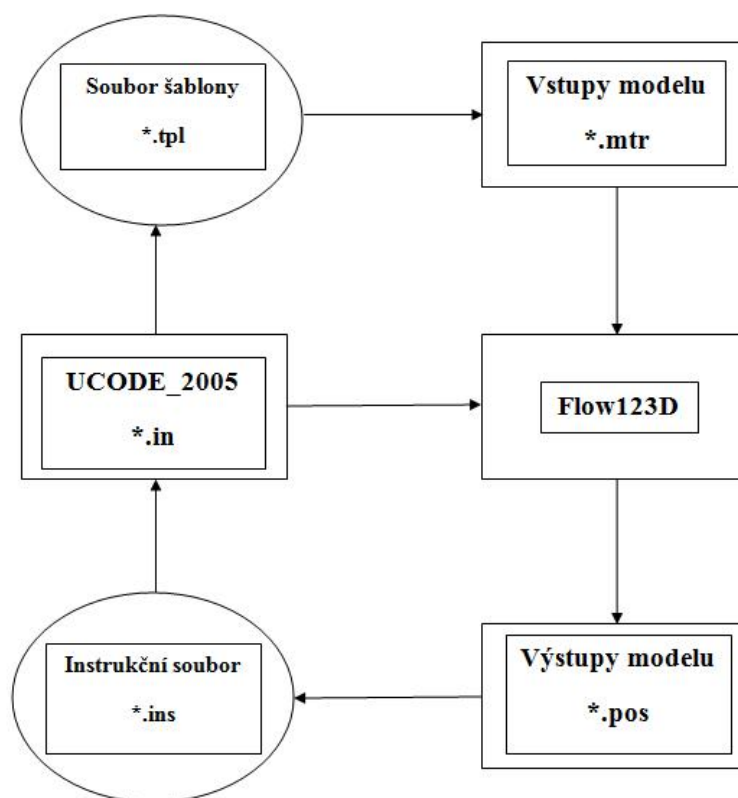 Soubor šablony
*.tpl
Vstupy modelu
*.mtr
UCODE_2005
*.in
Flow123D
Instrukční soubor
*.ins
Výstupy modelu
*.pos